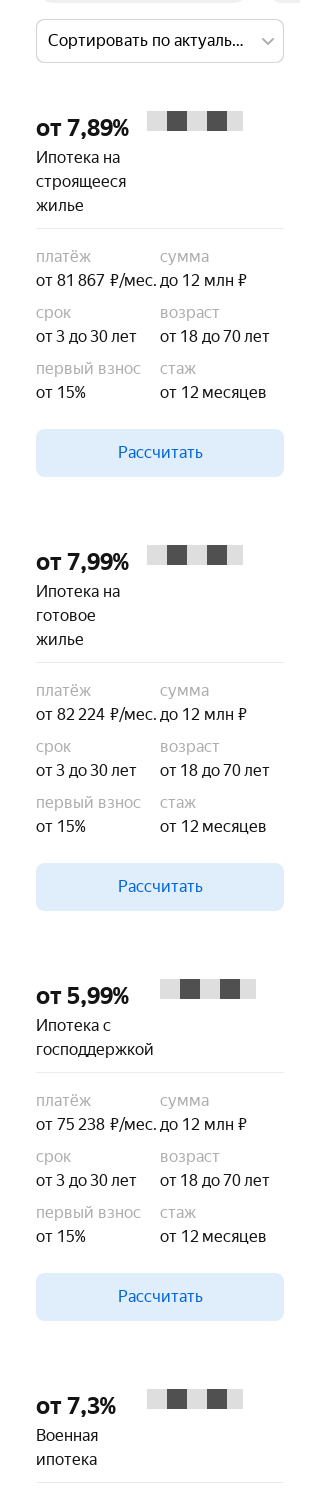 Сортировать по актуаль...
от 7,89%
Ипотека на
строящееся
жилье
платёж сумма
от 81 867 ₽/мес. до 12 млн ₽
срок возраст
от 3 до 30 лет от 18 до 70 лет
первый взнос стаж
от 15% от 12 месяцев
Рассчитать
от 7,99%
Ипотека на
готовое
жилье
платёж сумма
от 82 224 ₽/мес. до 12 млн ₽
срок возраст
от 3 до 30 лет от 18 до 70 лет
первый взнос стаж
от 15% от 12 месяцев
Рассчитать
от 5,99%
Ипотека с
господдержкой
платёж сумма
от 75 238 ₽/мес. до 12 млн ₽
срок возраст
от 3 до 30 лет от 18 до 70 лет
первый взнос стаж
от 15% от 12 месяцев
Рассчитать
от 7,3%
Военная
ипотека